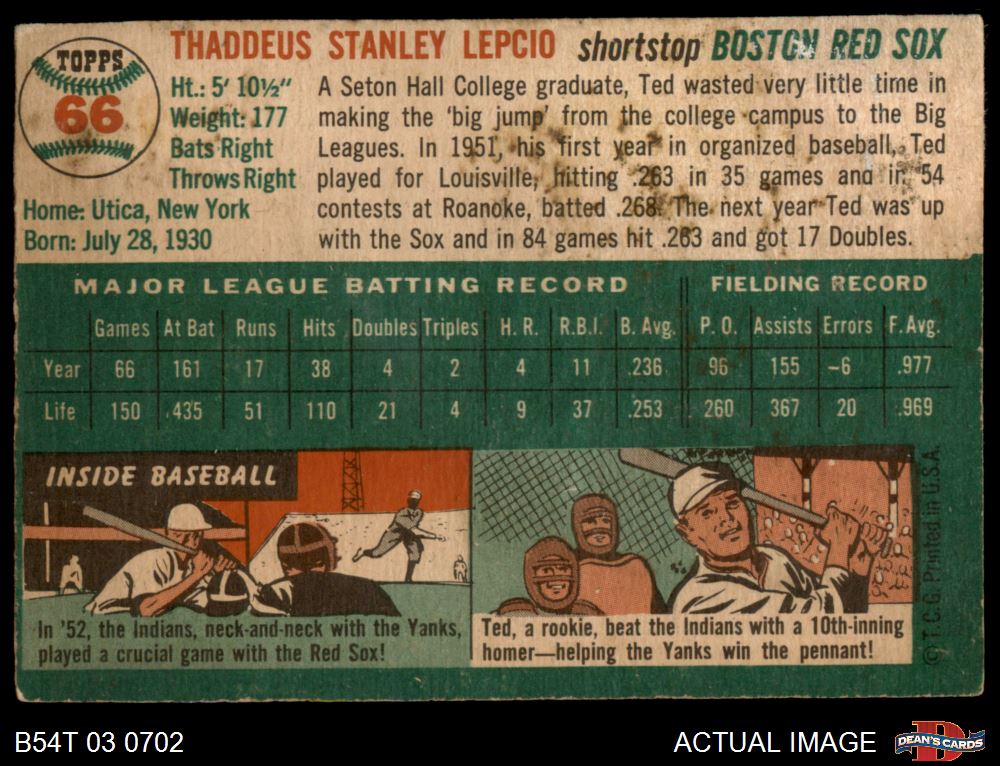 THADDEUS STANLEY LEPCIO shortstop BOSTON RED SOX
TOPPS
66
Ht.: 5' 10½"
Weight: 177
Bats Right
Throws Right
Home: Utica, New York
Born: July 28, 1930
A Seton Hall College graduate, Ted wasted very little time in
making the 'big jump' from the college campus to the Big
Leagues. In 1951, his first year in organized baseball, Ted
played for Louisville, hitting .263 in 35 games and in 54
contests at Roanoke, batted .268. The next year Ted was up
with the Sox and in 84 games hit .263 and got 17 Doubles.
MAJOR LEAGUE BATTING RECORD FIELDING RECORD
Games At Bat Runs Hits Doubles Triples H. R. R.B.I. B. Avg. P. O. Assists Errors F. Avg.
Year 66 161 17 38 4 2 4 11 .236 96 155 -6 .977
Life 150 435 51 110 21 4 9 37 .253 260 367 20 .969
INSIDE BASEBALL
In '52, the Indians, neck-and-neck with the Yanks,
played a crucial game with the Red Sox!
Ted, a rookie, beat the Indians with a 10th-inning
homer—helping the Yanks win the pennant!
© T.C.G. Printed in U.S.A.
B54T 03 0702 ACTUAL IMAGE DEAN'S CARDS